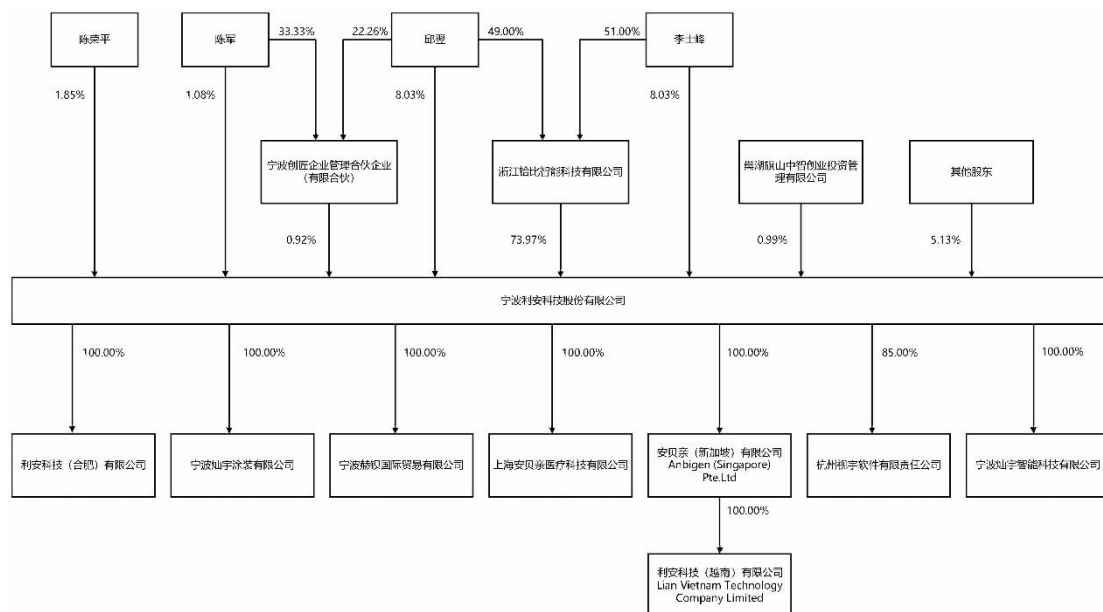 陈荣平
陈军
33.33%
22.26%
邱翌
49.00%
51.00%
李士峰
1.85%
1.08%
8.03%
8.03%
宁波创匠企业管理合伙企业
（有限合伙）
浙江铪比智能科技有限公司
巢湖旗山中智创业投资管
理有限公司
其他股东
0.92%
73.97%
0.99%
5.13%
宁波利安科技股份有限公司
100.00%
100.00%
100.00%
100.00%
100.00%
85.00%
100.00%
利安科技（合肥）有限公司
宁波灿宇涂装有限公司
宁波赫钡国际贸易有限公司
上海安贝亲医疗科技有限公司
安贝亲（新加坡）有限公司
Anbigen (Singapore)
Pte.Ltd
杭州视宇软件有限责任公司
宁波灿宇智能科技有限公司
100.00%
利安科技（越南）有限公司
Lian Vietnam Technology
Company Limited